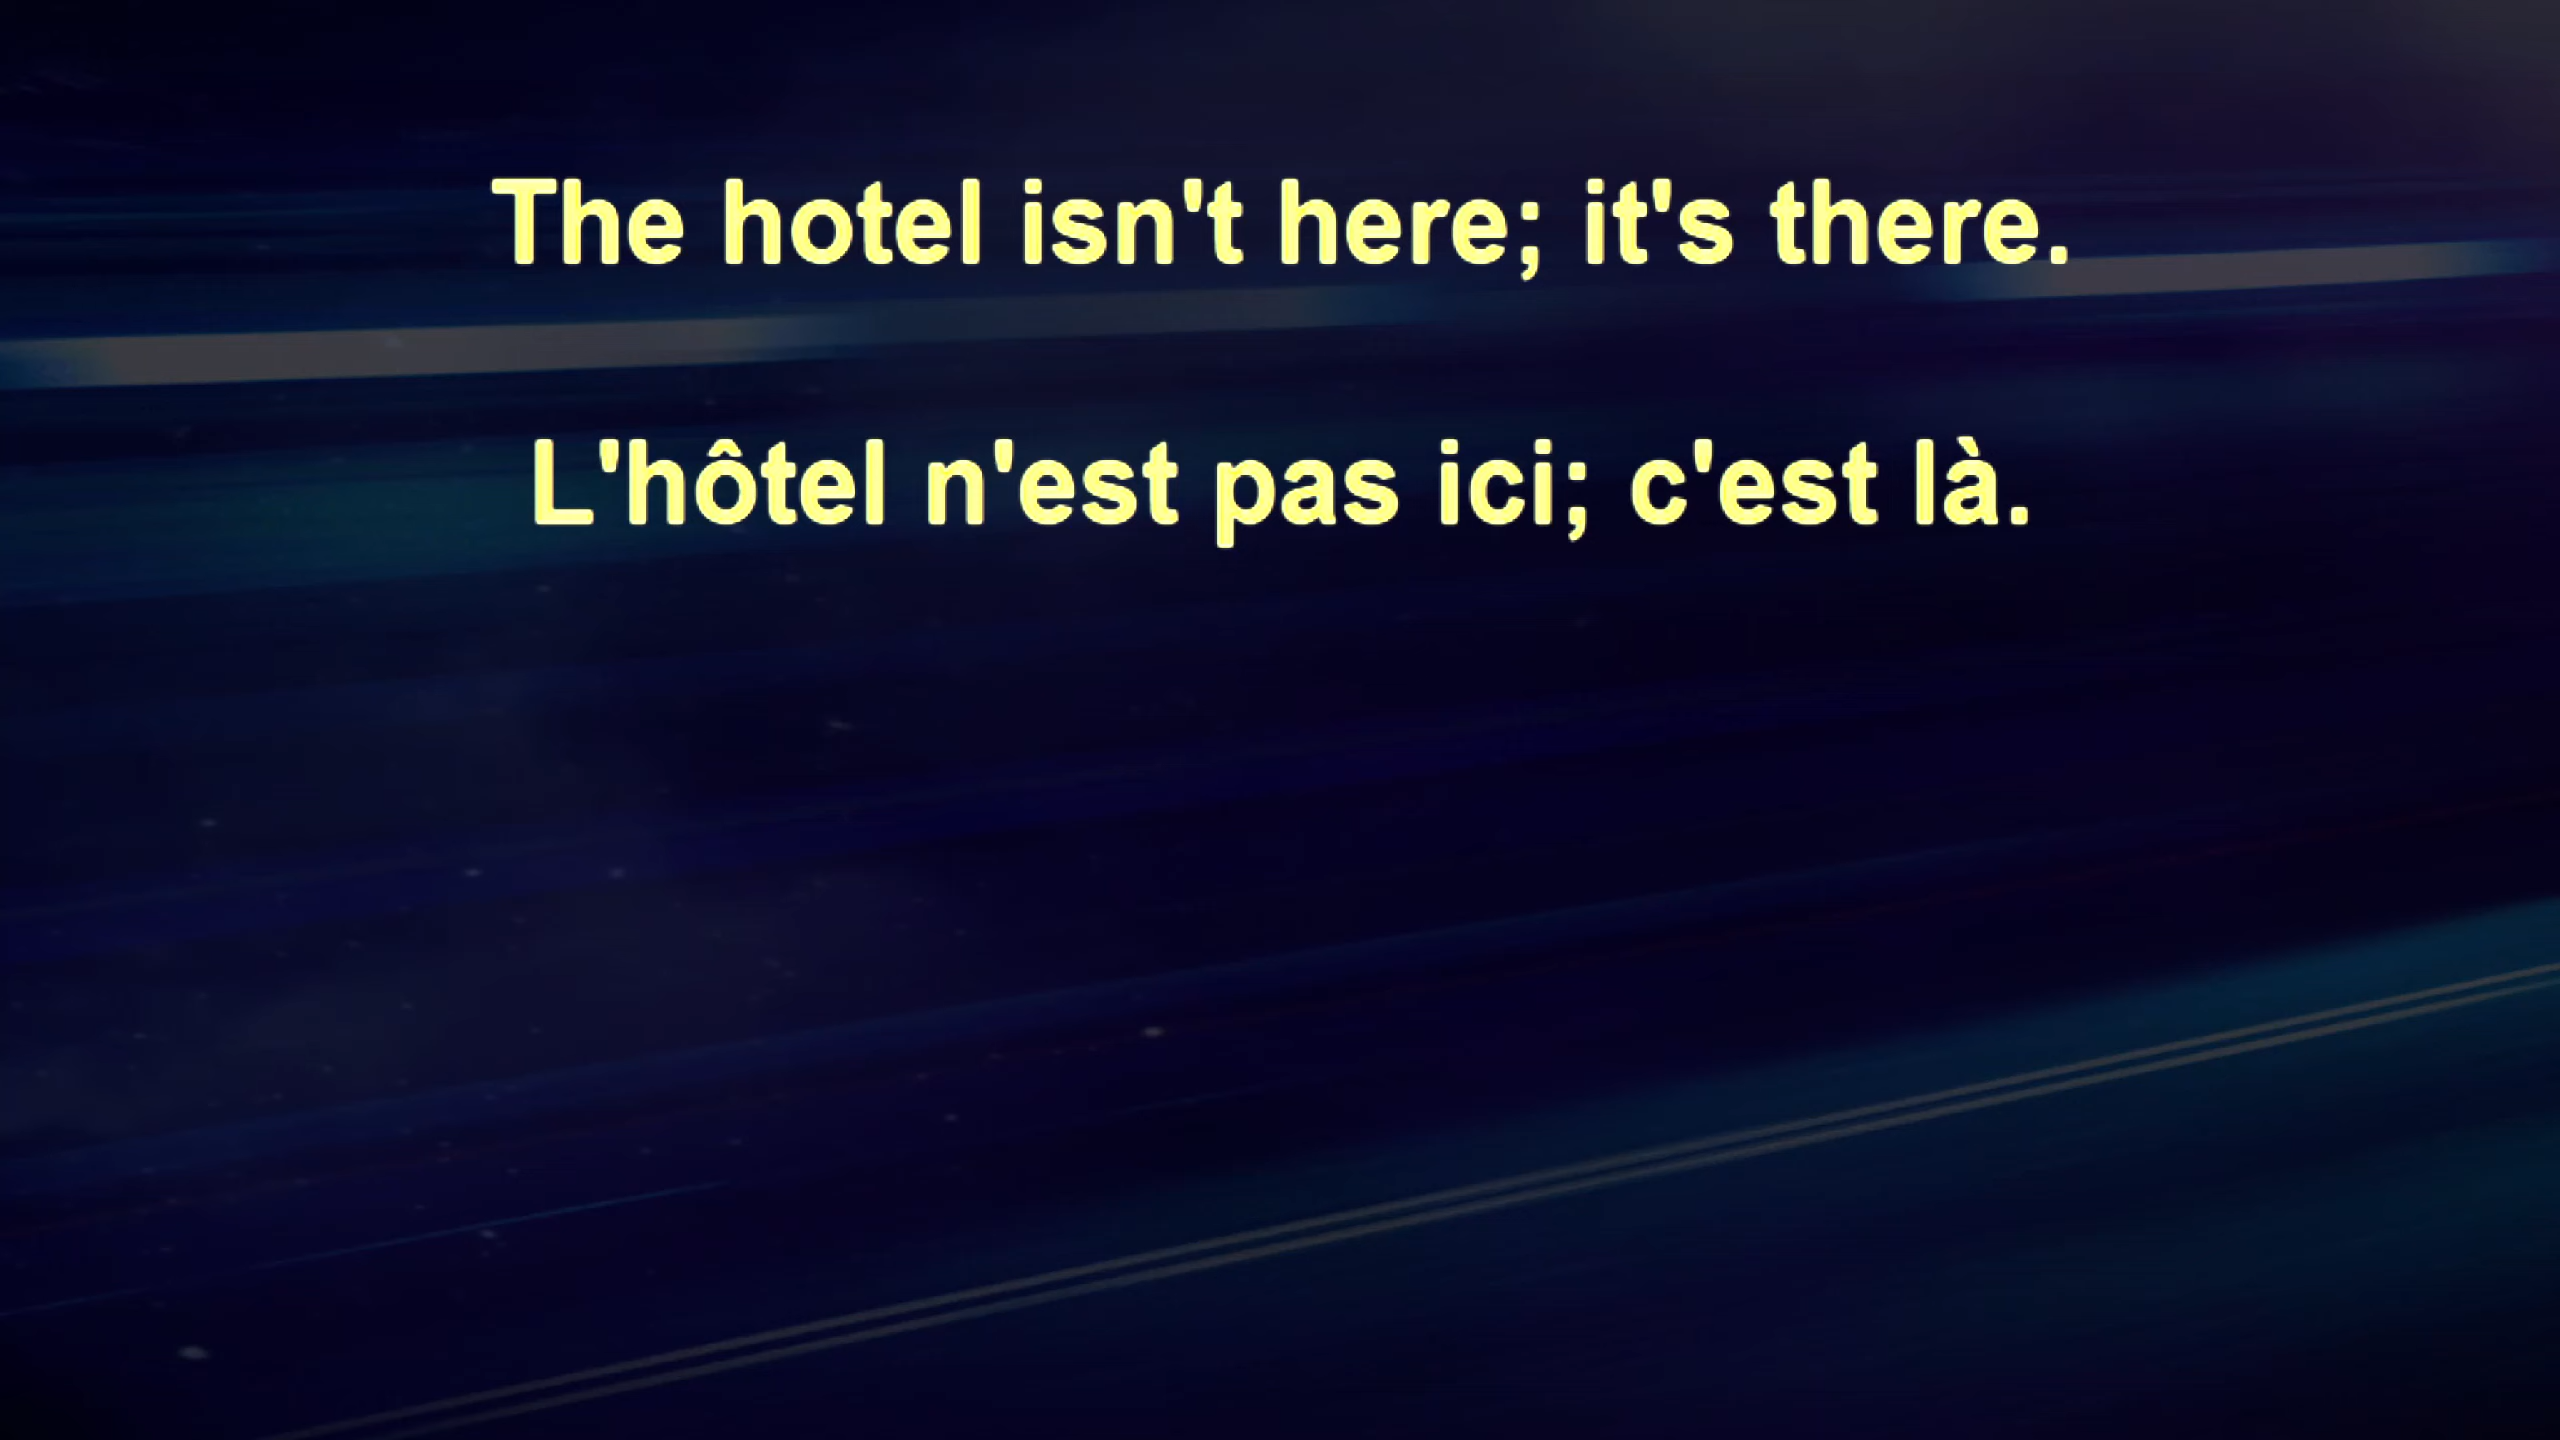 The hotel isn't here; it's there.
L'hôtel n'est pas ici; c'est là.